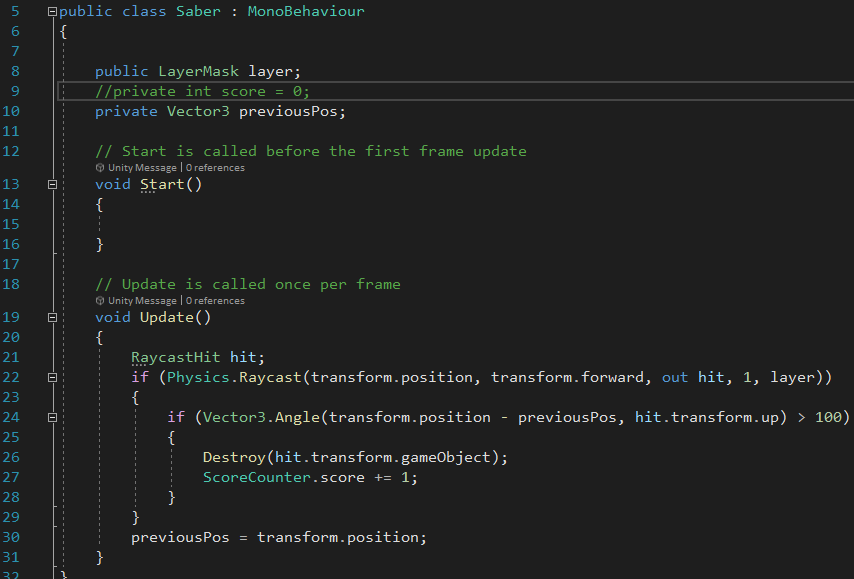 5 public class Saber : MonoBehaviour
6 {
7
8 public LayerMask layer;
9 //private int score = 0;
10 private Vector3 previousPos;
11
12 // Start is called before the first frame update
Unity Message | 0 references
13 void Start()
14 {
15
16 }
17
18 // Update is called once per frame
Unity Message | 0 references
19 void Update()
20 {
21 RaycastHit hit;
22 if (Physics.Raycast(transform.position, transform.forward, out hit, 1, layer))
23 {
24 if (Vector3.Angle(transform.position - previousPos, hit.transform.up) > 100)
25 {
26 Destroy(hit.transform.gameObject);
27 ScoreCounter.score += 1;
28 }
29 }
30 previousPos = transform.position;
31 }
32 }